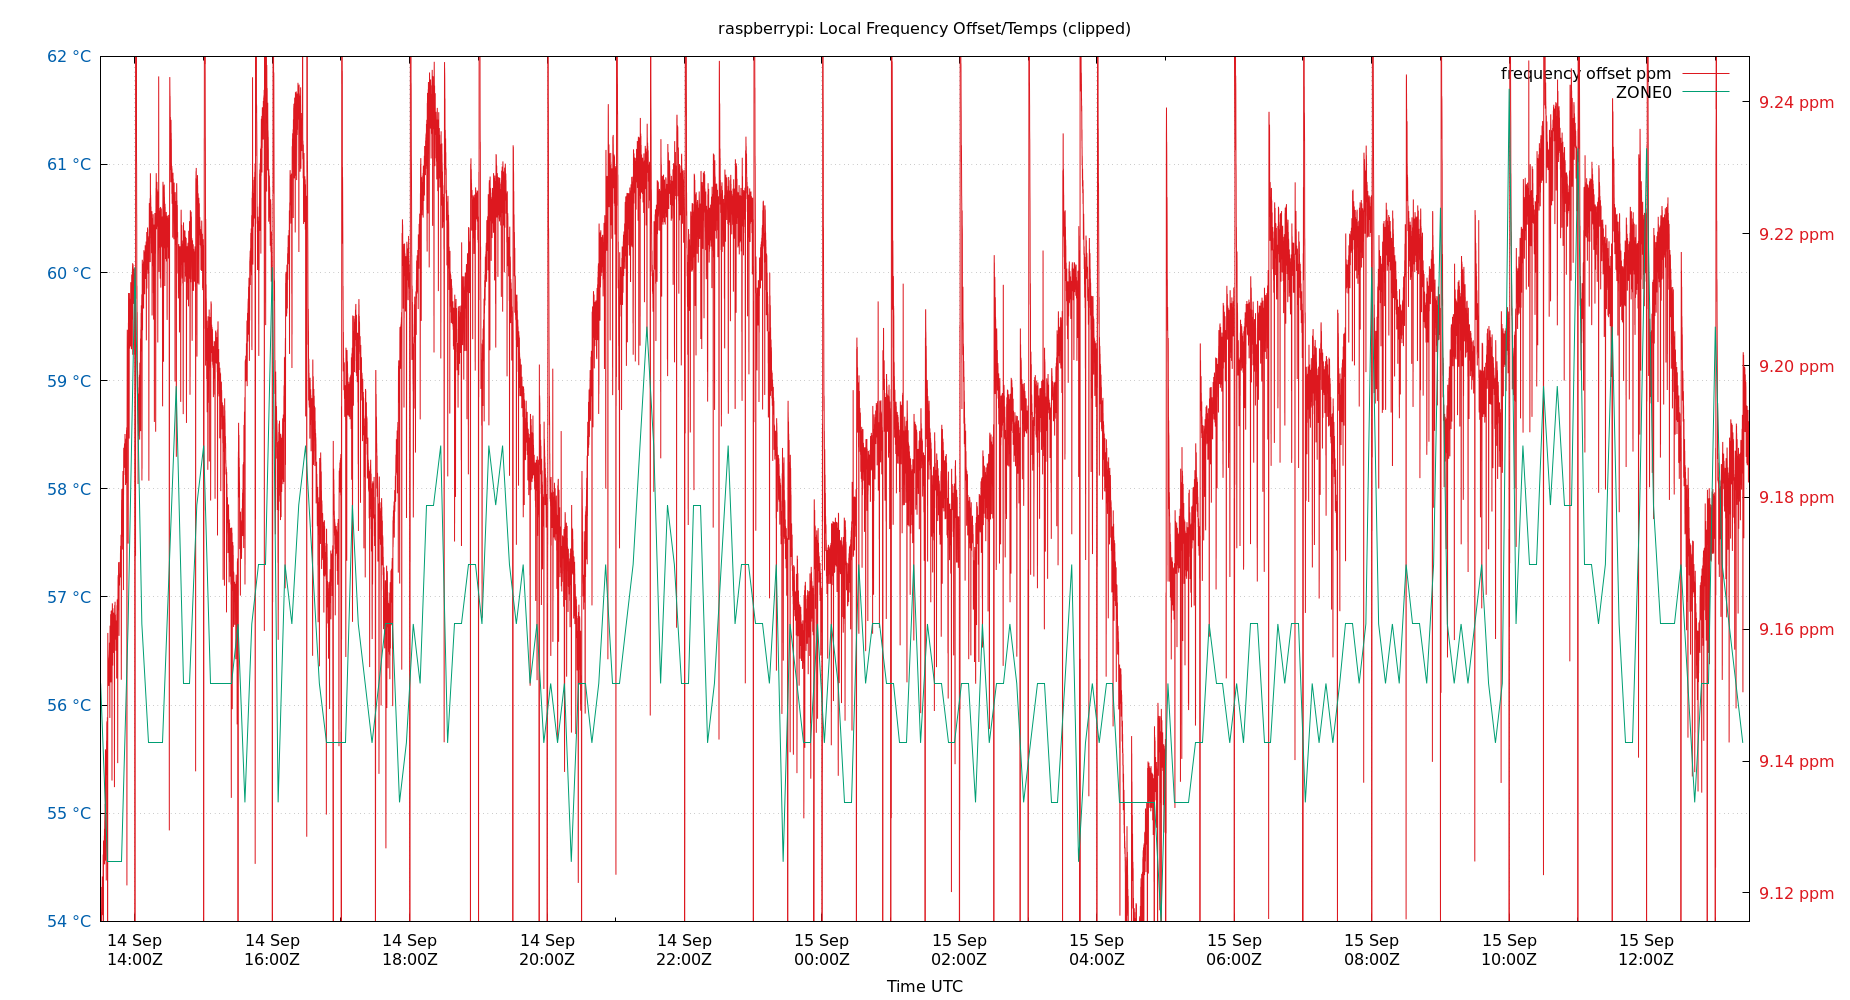 raspberrypi: Local Frequency Offset/Temps (clipped)
62 °C
61 °C
60 °C
59 °C
58 °C
57 °C
56 °C
55 °C
54 °C
frequency offset ppm
ZONE0
9.24 ppm
9.22 ppm
9.20 ppm
9.18 ppm
9.16 ppm
9.14 ppm
9.12 ppm
14 Sep 14 Sep 14 Sep 14 Sep 14 Sep 15 Sep 15 Sep 15 Sep 15 Sep 15 Sep 15 Sep 15 Sep
14:00Z 16:00Z 18:00Z 20:00Z 22:00Z 00:00Z 02:00Z 04:00Z 06:00Z 08:00Z 10:00Z 12:00Z
Time UTC